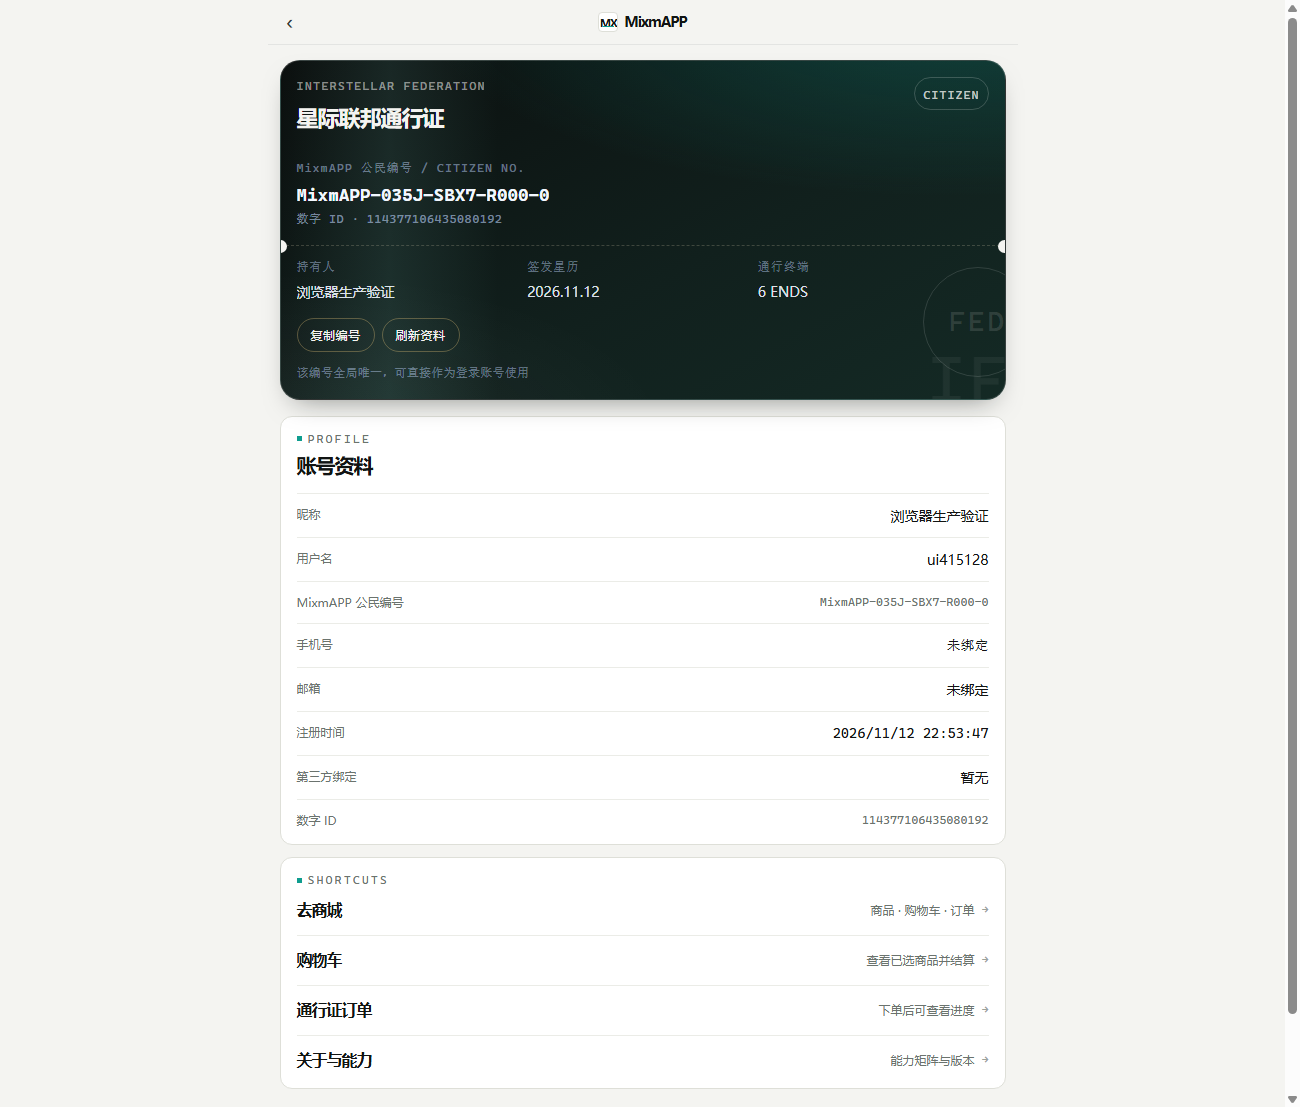 MX MixmAPP
INTERSTELLAR FEDERATION
CITIZEN
星际联邦通行证
MixmAPP 公民编号 / CITIZEN NO.
MixmAPP-035J-SBX7-R000-0
数字 ID · 114377106435080192
持有人
签发星历
通行终端
浏览器生产验证
2026.11.12
6 ENDS
FED
IF
复制编号
刷新资料
该编号全局唯一，可直接作为登录账号使用
PROFILE
账号资料
昵称
浏览器生产验证
用户名
ui415128
MixmAPP 公民编号
MixmAPP-035J-SBX7-R000-0
手机号
未绑定
邮箱
未绑定
注册时间
2026/11/12 22:53:47
第三方绑定
暂无
数字 ID
114377106435080192
SHORTCUTS
去商城
商品 · 购物车 · 订单 →
购物车
查看已选商品并结算 →
通行证订单
下单后可查看进度 →
关于与能力
能力矩阵与版本 →